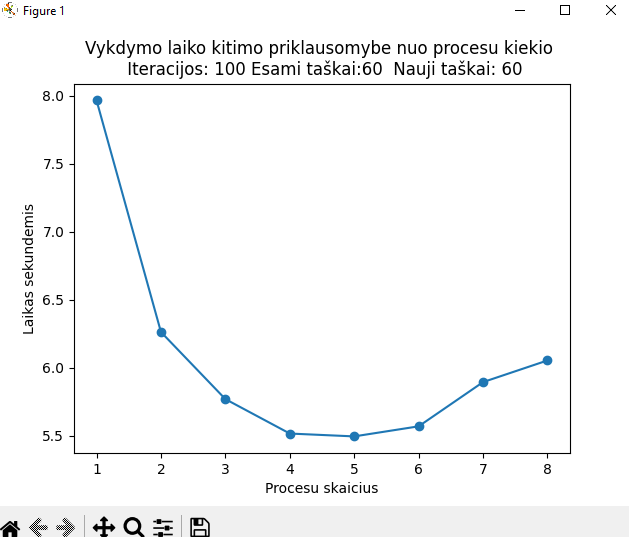 Figure 1
Vykdymo laiko kitimo priklausomybe nuo procesu kiekio
Iteracijos: 100 Esami taškai:60  Nauji taškai: 60
8.0
7.5
7.0
6.5
6.0
5.5
Laikas sekundemis
1 2 3 4 5 6 7 8
Procesu skaicius